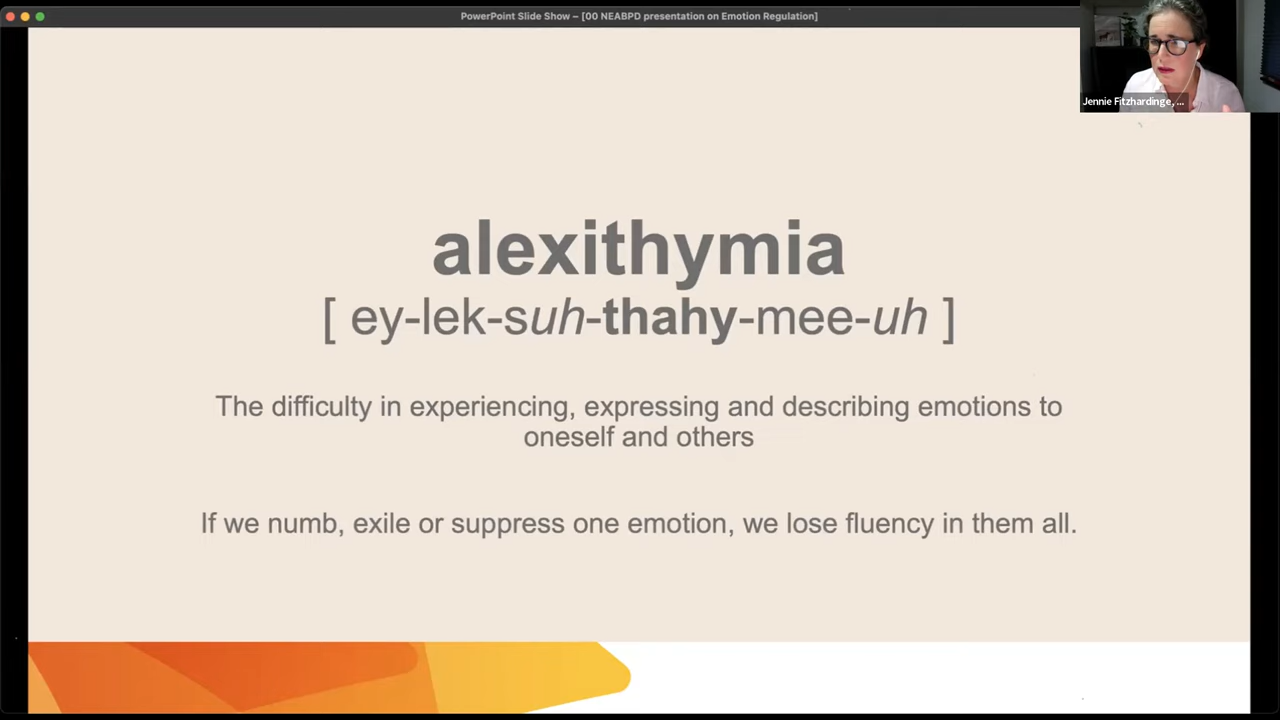 PowerPoint Slide Show – [00 NEABPD presentation on Emotion Regulation]
Jennie Fitzhardinge, ...
alexithymia
[ ey-lek-suh-thahy-mee-uh ]
The difficulty in experiencing, expressing and describing emotions to
oneself and others
If we numb, exile or suppress one emotion, we lose fluency in them all.